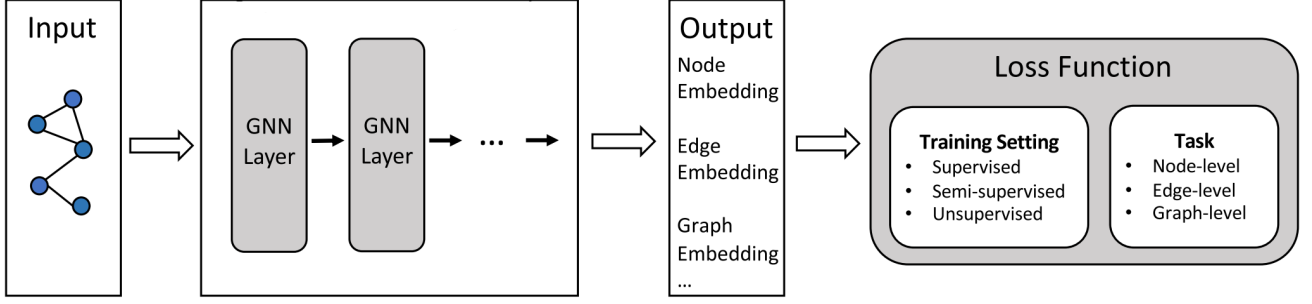 Input
GNN
Layer
GNN
Layer
...
Output
Node
Embedding
Edge
Embedding
Graph
Embedding
...
Loss Function
Training Setting
• Supervised
• Semi-supervised
• Unsupervised
Task
• Node-level
• Edge-level
• Graph-level